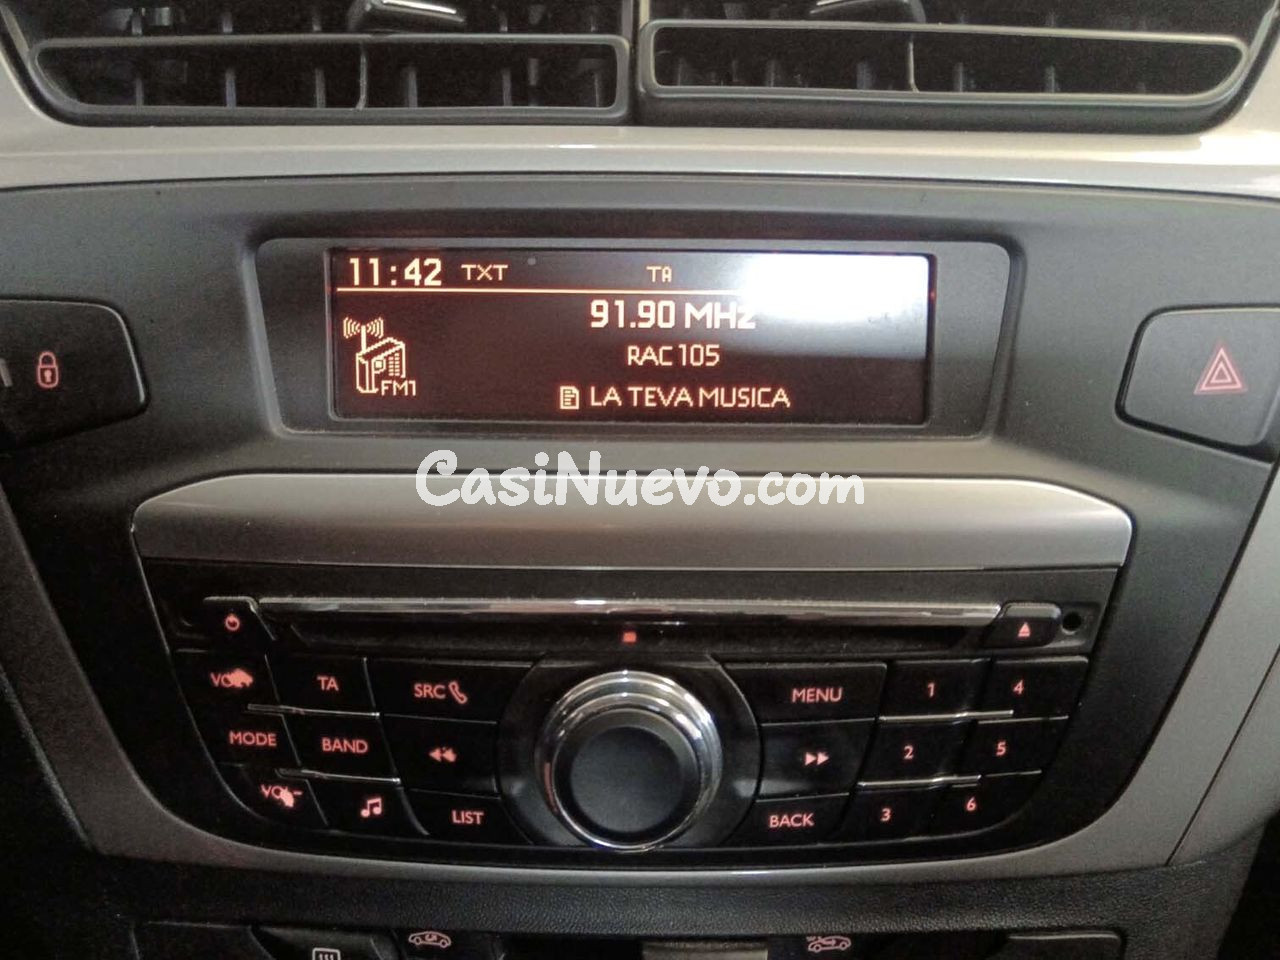 11:42 TXT TA
91.90 MHz
RAC 105
FM1
LA TEVA MUSICA
CasiNuevo.com
TA SRC MENU 1 4
MODE BAND 2 5
VOL- LIST BACK 3 6